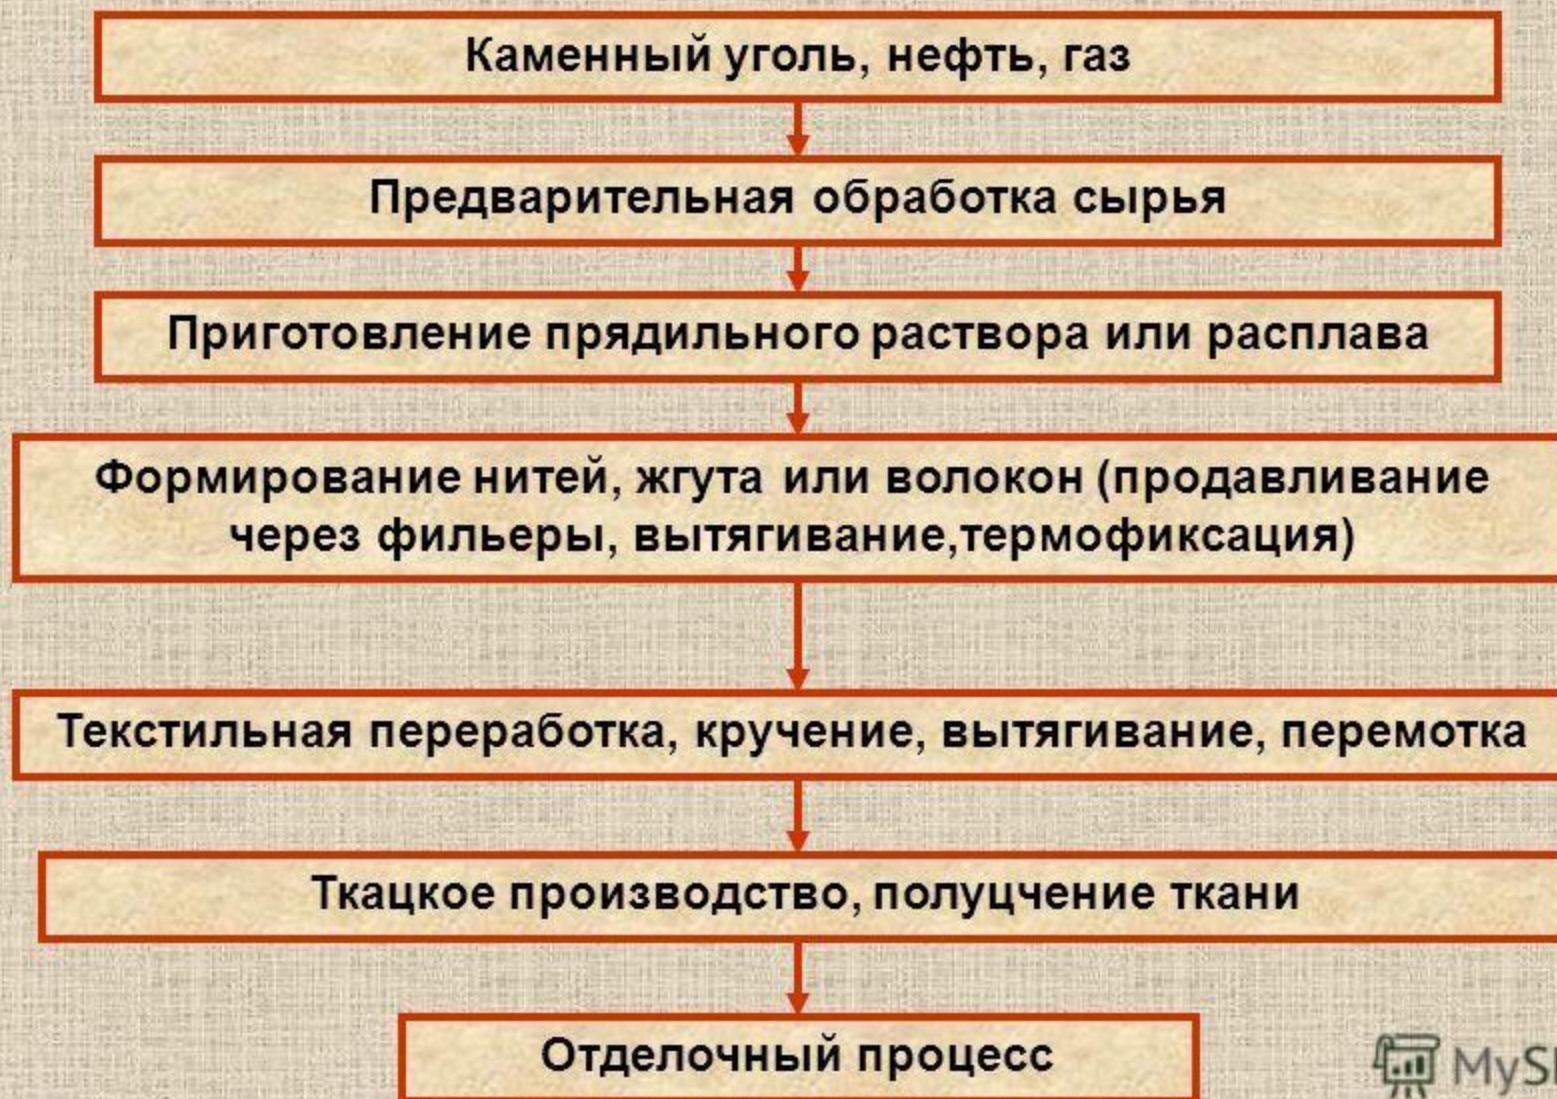 Каменный уголь, нефть, газ
Предварительная обработка сырья
Приготовление прядильного раствора или расплава
Формирование нитей, жгута или волокон (продавливание
через фильеры, вытягивание,термофиксация)
Текстильная переработка, кручение, вытягивание, перемотка
Ткацкое производство, полуцчение ткани
Отделочный процесс